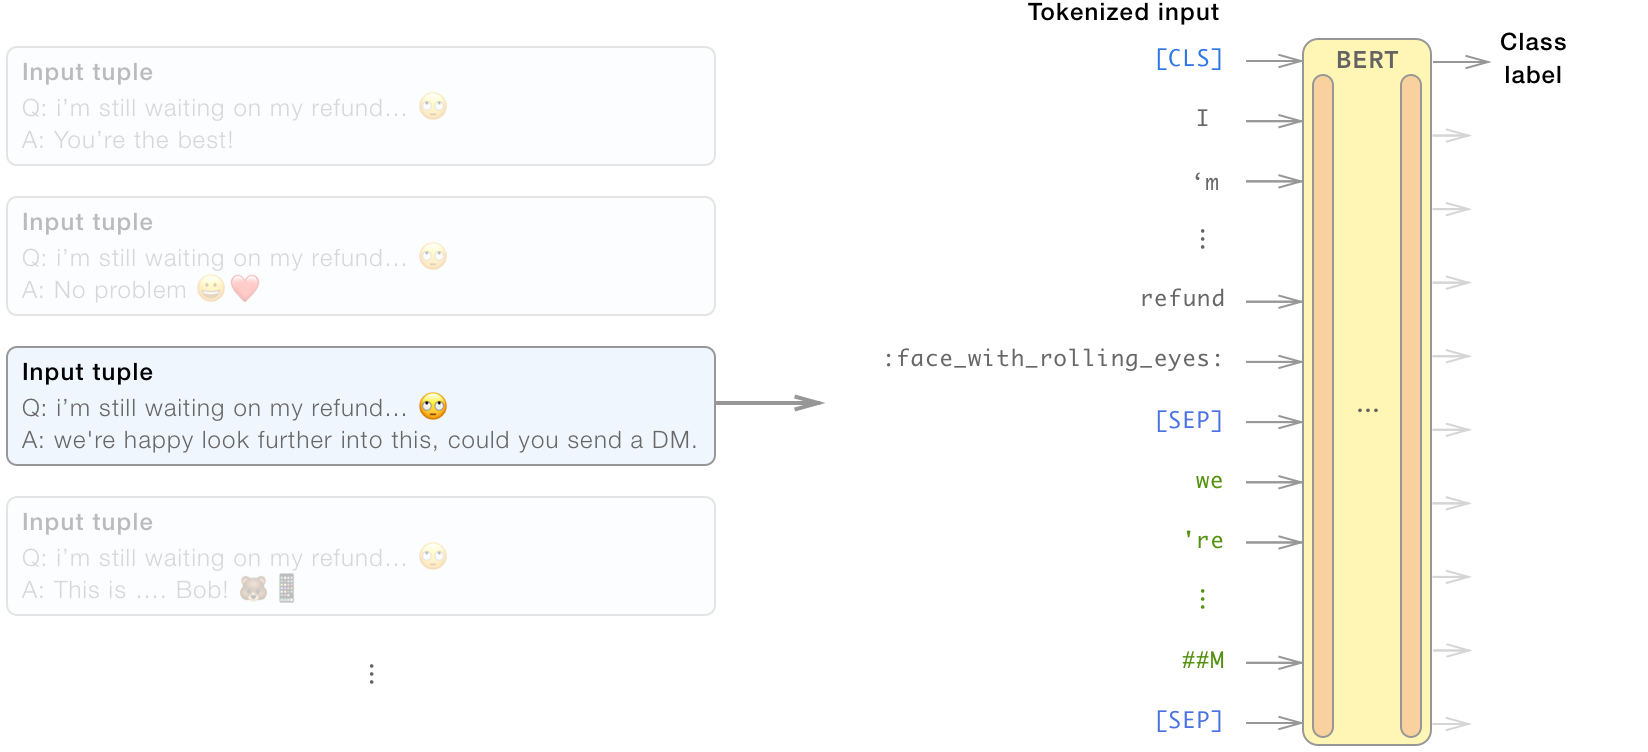 Input tuple
Q: i’m still waiting on my refund... 🙄
A: You’re the best!
Input tuple
Q: i’m still waiting on my refund... 🙄
A: No problem 😀❤️
Input tuple
Q: i’m still waiting on my refund... 🙄
A: we're happy look further into this, could you send a DM.
Input tuple
Q: i’m still waiting on my refund... 🙄
A: This is .... Bob! 🐻📱
⋮
Tokenized input
[CLS]
I
‘m
⋮
refund
:face_with_rolling_eyes:
[SEP]
we
're
⋮
##M
[SEP]
BERT
...
Class
label